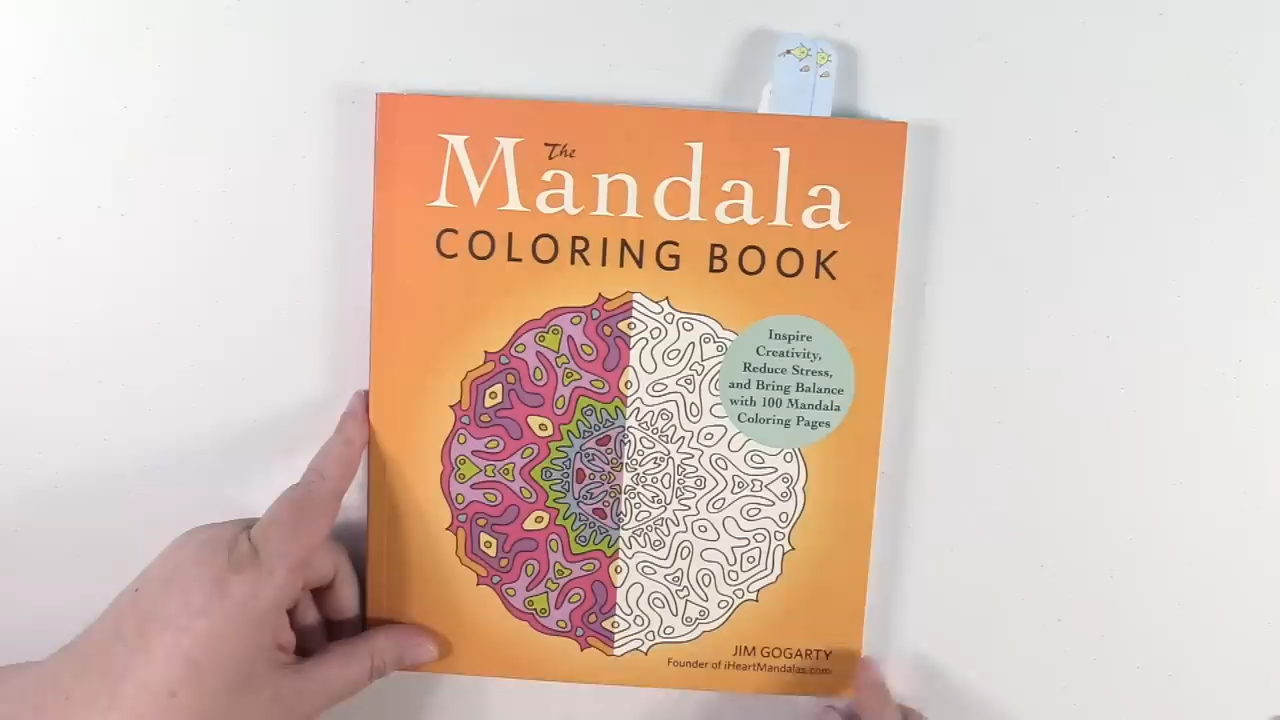 The
Mandala
COLORING BOOK
Inspire
Creativity,
Reduce Stress,
and Bring Balance
with 100 Mandala
Coloring Pages
JIM GOGARTY
Founder of iHeartMandalas.com